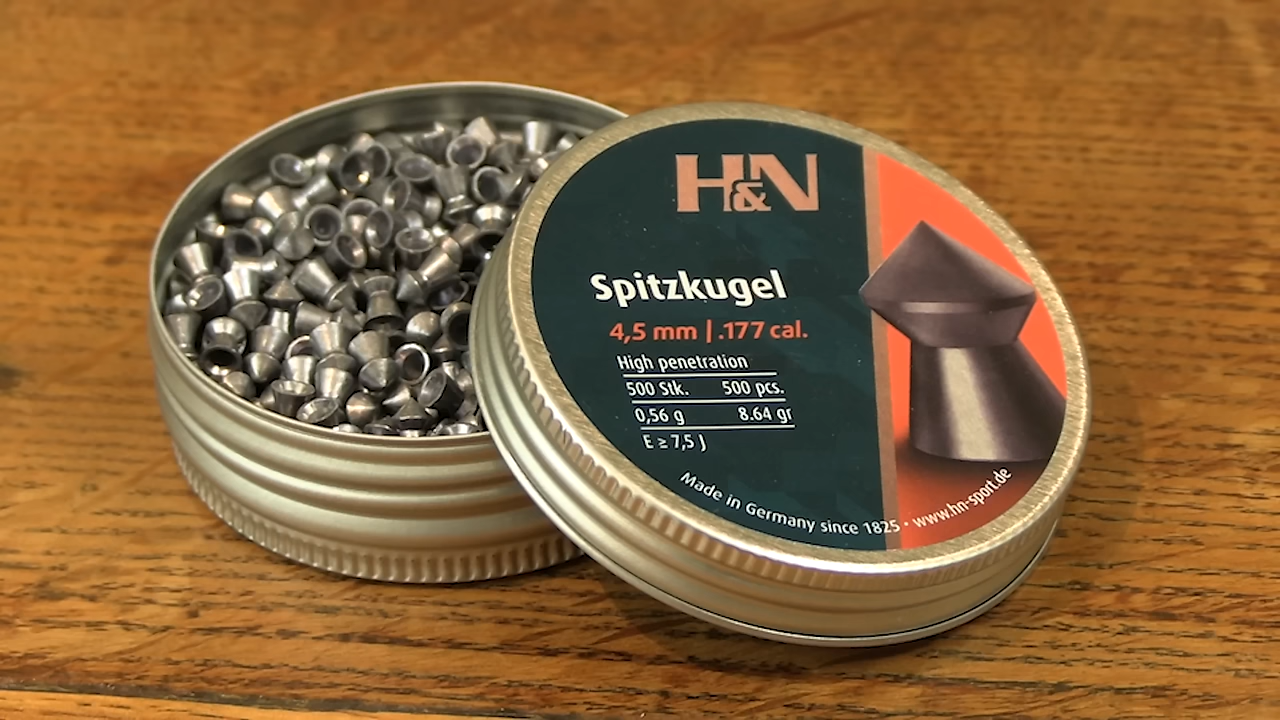 H&N
Spitzkugel
4,5 mm | .177 cal.
High penetration
500 Stk. 500 pcs.
0,56 g 8.64 gr
E ≥ 7,5 J
Made in Germany since 1825 · www.hn-sport.de